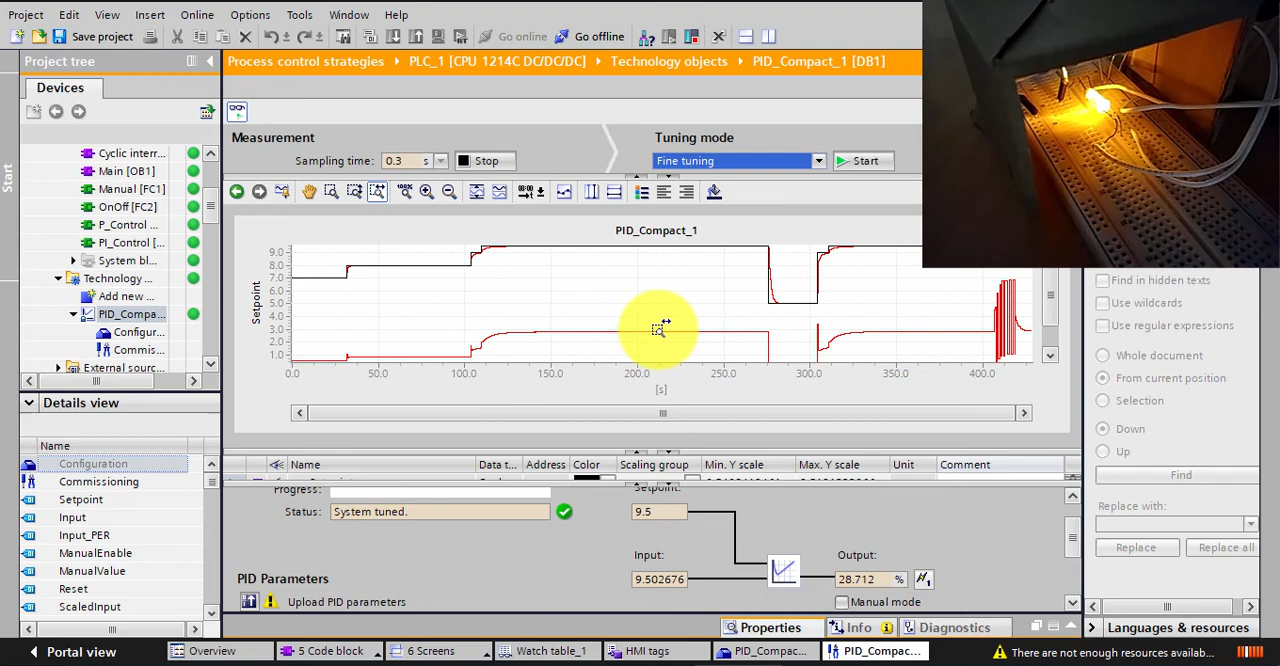 Project Edit View Insert Online Options Tools Window Help
Save project Go online Go offline
Project tree
Process control strategies PLC_1 [CPU 1214C DC/DC/DC] Technology objects PID_Compact_1 [DB1]
Devices
Start
Measurement Tuning mode
Sampling time: 0.3 s Stop Fine tuning Start
Cyclic interr...
Main [OB1]
Manual [FC1]
OnOff [FC2]
P_Control ...
PI_Control [...
System bl...
Technology ...
Add new ...
PID_Compa...
Configur...
Commis...
External sourc...
100%
PID_Compact_1
Setpoint
9.0
8.0
7.0
6.0
5.0
4.0
3.0
2.0
1.0
0.0 50.0 100.0 150.0 200.0 250.0 300.0 350.0 400.0
[s]
Find in hidden texts
Use wildcards
Use regular expressions
Whole document
From current position
Selection
Down
Up
Find
Replace with:
Replace Replace all
Languages & resources
Details view
Name
Configuration
Commissioning
Setpoint
Input
Input_PER
ManualEnable
ManualValue
Reset
ScaledInput
Name Data t... Address Color Scaling group Min. Y scale Max. Y scale Unit Comment
Progress: Setpoint:
Status: System tuned. 9.5
Input: Output:
9.502676 28.712 %
PID Parameters
Upload PID parameters Manual mode
Properties Info Diagnostics
Portal view Overview 5 Code block 6 Screens Watch table_1 HMI tags PID_Compac... PID_Compac... There are not enough resources availab...